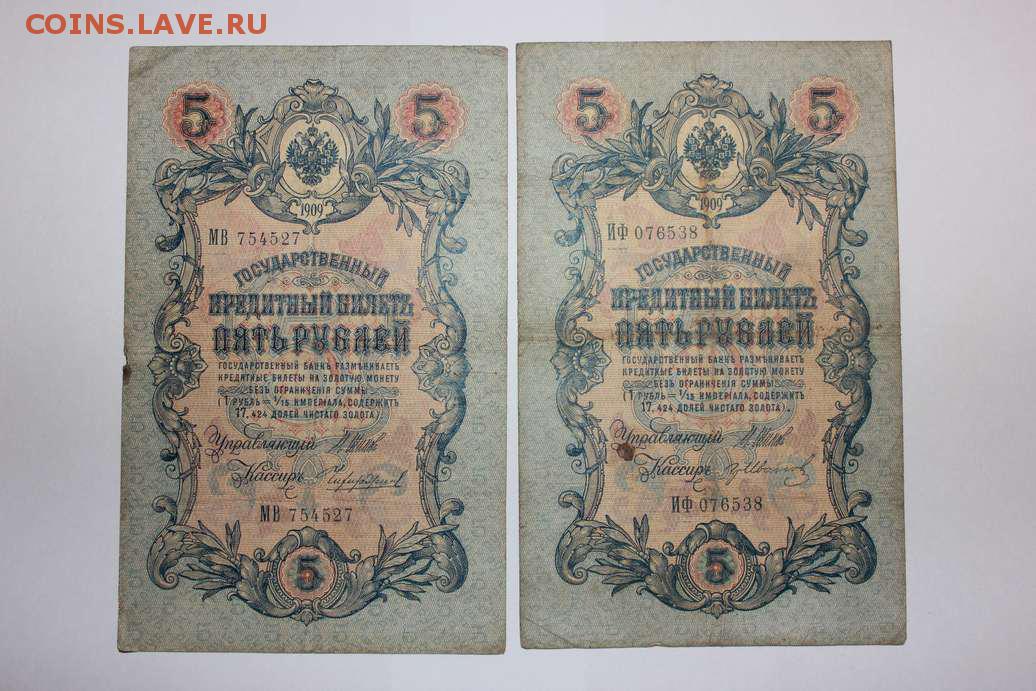 COINS.LAVE.RU
5 5
1909
МВ 754527
ГОСУДАРСТВЕННЫЙ
КРЕДИТНЫЙ БИЛЕТЪ
ПЯТЬ РУБЛЕЙ
ГОСУДАРСТВЕННЫЙ БАНКЪ РАЗМѢНИВАЕТЪ
КРЕДИТНЫЕ БИЛЕТЫ НА ЗОЛОТУЮ МОНЕТУ
БЕЗЪ ОГРАНИЧЕНІЯ СУММЫ
(1 РУБЛЬ = 1/15 ИМПЕРІАЛА, СОДЕРЖИТЪ
17,424 ДОЛЕЙ ЧИСТАГО ЗОЛОТА).
Управляющій
Кассиръ
МВ 754527
5
5 5
1909
ИФ 076538
ГОСУДАРСТВЕННЫЙ
КРЕДИТНЫЙ БИЛЕТЪ
ПЯТЬ РУБЛЕЙ
ГОСУДАРСТВЕННЫЙ БАНКЪ РАЗМѢНИВАЕТЪ
КРЕДИТНЫЕ БИЛЕТЫ НА ЗОЛОТУЮ МОНЕТУ
БЕЗЪ ОГРАНИЧЕНІЯ СУММЫ
(1 РУБЛЬ = 1/15 ИМПЕРІАЛА, СОДЕРЖИТЪ
17,424 ДОЛЕЙ ЧИСТАГО ЗОЛОТА).
Управляющій
Кассиръ
ИФ 076538
5